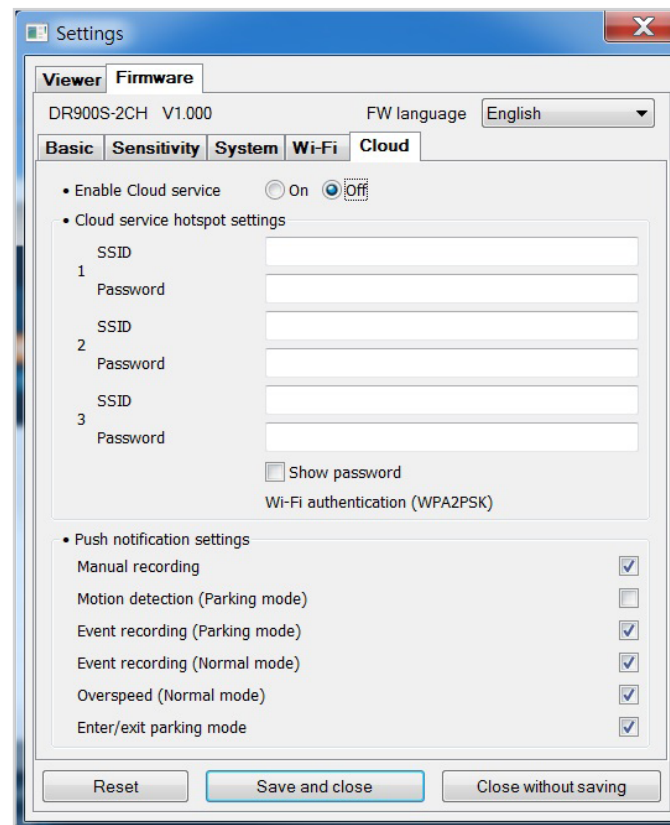 Settings
Viewer Firmware
DR900S-2CH V1.000 FW language English
Basic Sensitivity System Wi-Fi Cloud
• Enable Cloud service On Off
• Cloud service hotspot settings
SSID
1
Password
SSID
2
Password
SSID
3
Password
Show password
Wi-Fi authentication (WPA2PSK)
• Push notification settings
Manual recording
Motion detection (Parking mode)
Event recording (Parking mode)
Event recording (Normal mode)
Overspeed (Normal mode)
Enter/exit parking mode
Reset Save and close Close without saving